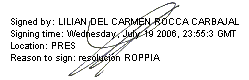 Signed by: LILIAN DEL CARMEN ROCCA CARBAJAL
Signing time: Wednesday, July 19 2006, 23:55:3 GMT
Location: PRES
Reason to sign: resolución ROPPIA